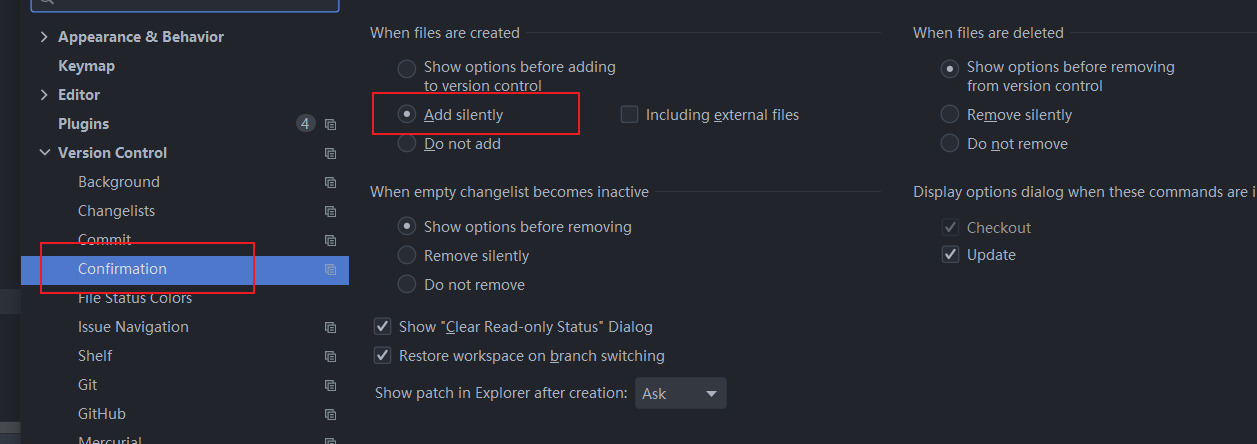 Appearance & Behavior
Keymap
Editor
Plugins 4
Version Control
Background
Changelists
Commit
Confirmation
File Status Colors
Issue Navigation
Shelf
Git
GitHub
Mercurial
When files are created
Show options before adding
to version control
Add silently
Including external files
Do not add
When empty changelist becomes inactive
Show options before removing
Remove silently
Do not remove
Show "Clear Read-only Status" Dialog
Restore workspace on branch switching
Show patch in Explorer after creation: Ask
When files are deleted
Show options before removing
from version control
Remove silently
Do not remove
Display options dialog when these commands are i
Checkout
Update